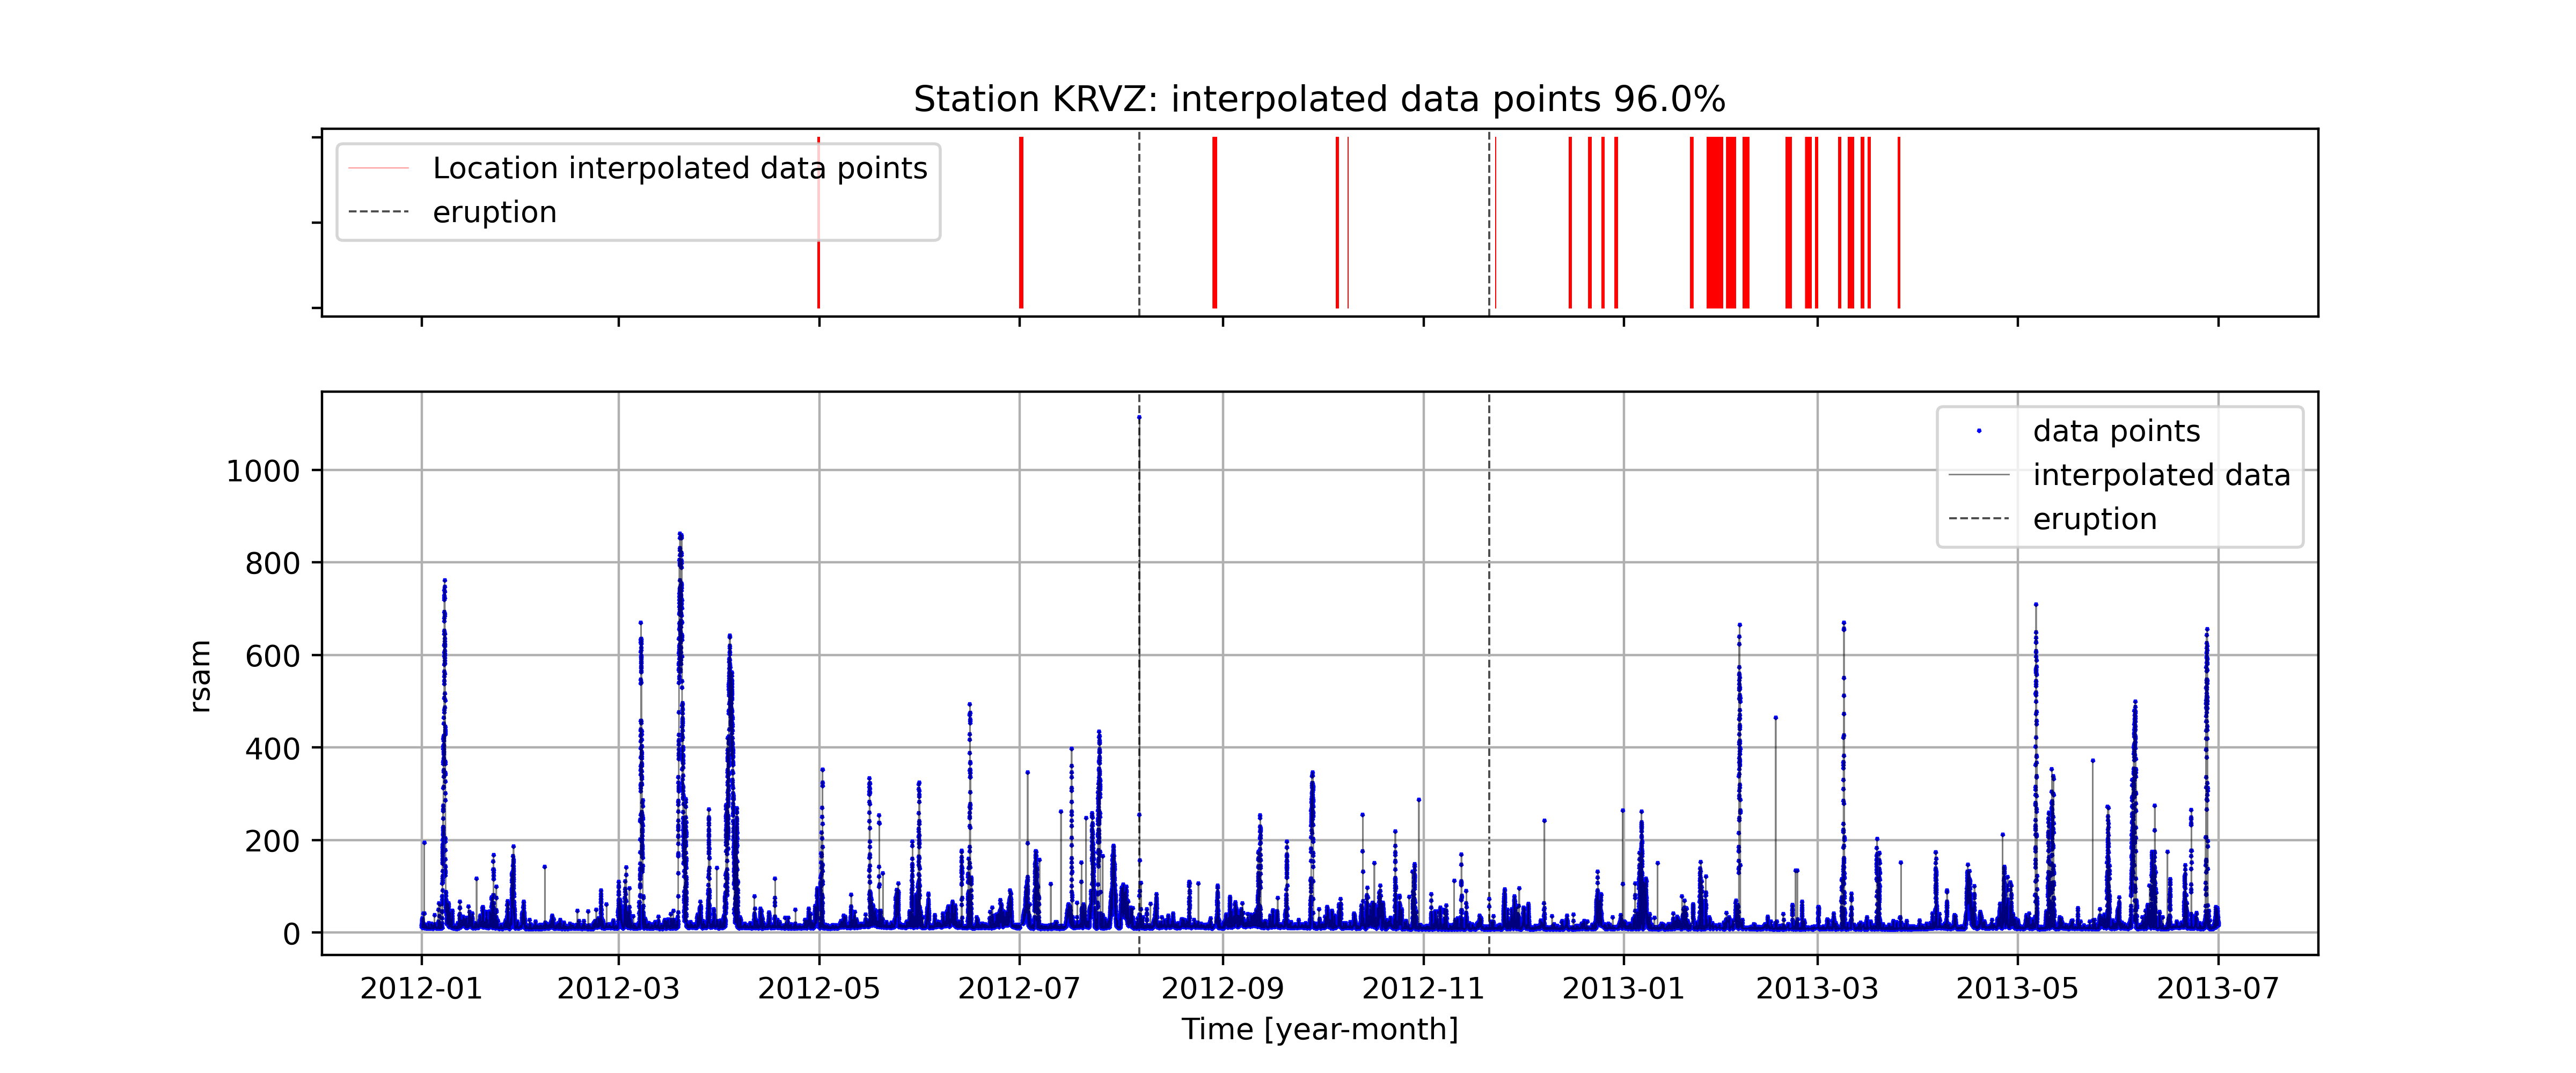 Station KRVZ: interpolated data points 96.0%
Location interpolated data points
eruption
data points
interpolated data
eruption
1000
800
600
400
200
0
rsam
2012-01 2012-03 2012-05 2012-07 2012-09 2012-11 2013-01 2013-03 2013-05 2013-07
Time [year-month]